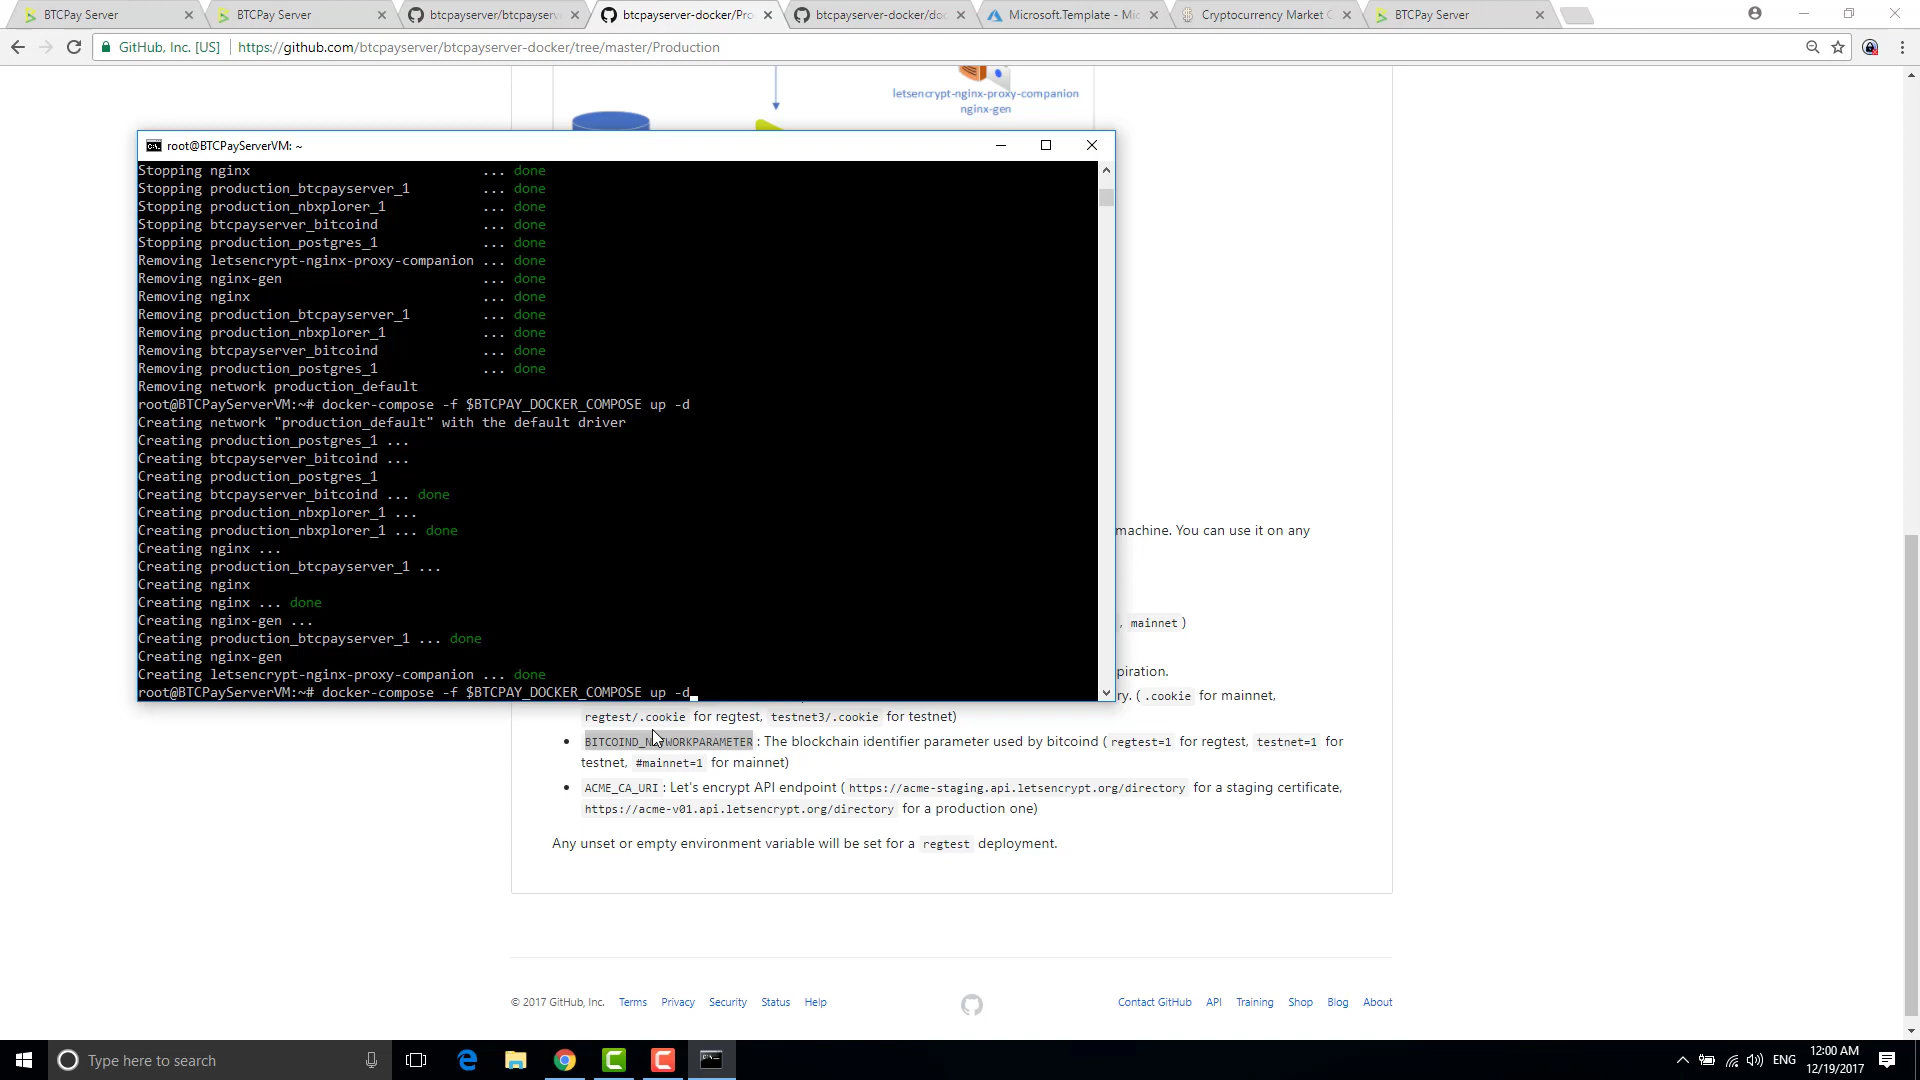 BTCPay Server
BTCPay Server
btcpayserver/btcpayserv
btcpayserver-docker/Pro
btcpayserver-docker/doc
Microsoft.Template - Mic
Cryptocurrency Market C
BTCPay Server
GitHub, Inc. [US]
https://github.com/btcpayserver/btcpayserver-docker/tree/master/Production
letsencrypt-nginx-proxy-companion
nginx-gen
root@BTCPayServerVM: ~
Stopping nginx ... done
Stopping production_btcpayserver_1 ... done
Stopping production_nbxplorer_1 ... done
Stopping btcpayserver_bitcoind ... done
Stopping production_postgres_1 ... done
Removing letsencrypt-nginx-proxy-companion ... done
Removing nginx-gen ... done
Removing nginx ... done
Removing production_btcpayserver_1 ... done
Removing production_nbxplorer_1 ... done
Removing btcpayserver_bitcoind ... done
Removing production_postgres_1 ... done
Removing network production_default
root@BTCPayServerVM:~# docker-compose -f $BTCPAY_DOCKER_COMPOSE up -d
Creating network "production_default" with the default driver
Creating production_postgres_1 ...
Creating btcpayserver_bitcoind ...
Creating production_postgres_1
Creating btcpayserver_bitcoind ... done
Creating production_nbxplorer_1 ...
Creating production_nbxplorer_1 ... done
Creating nginx ...
Creating production_btcpayserver_1 ...
Creating nginx
Creating nginx ... done
Creating nginx-gen ...
Creating production_btcpayserver_1 ... done
Creating nginx-gen
Creating letsencrypt-nginx-proxy-companion ... done
root@BTCPayServerVM:~# docker-compose -f $BTCPAY_DOCKER_COMPOSE up -d
machine. You can use it on any
, mainnet )
piration.
ry. ( .cookie for mainnet,
regtest/.cookie for regtest, testnet3/.cookie for testnet)
BITCOIND_NETWORKPARAMETER : The blockchain identifier parameter used by bitcoind ( regtest=1 for regtest, testnet=1 for
testnet, #mainnet=1 for mainnet)
ACME_CA_URI : Let's encrypt API endpoint ( https://acme-staging.api.letsencrypt.org/directory for a staging certificate,
https://acme-v01.api.letsencrypt.org/directory for a production one)
Any unset or empty environment variable will be set for a regtest deployment.
© 2017 GitHub, Inc. Terms Privacy Security Status Help
Contact GitHub API Training Shop Blog About
Type here to search
ENG
12:00 AM
12/19/2017